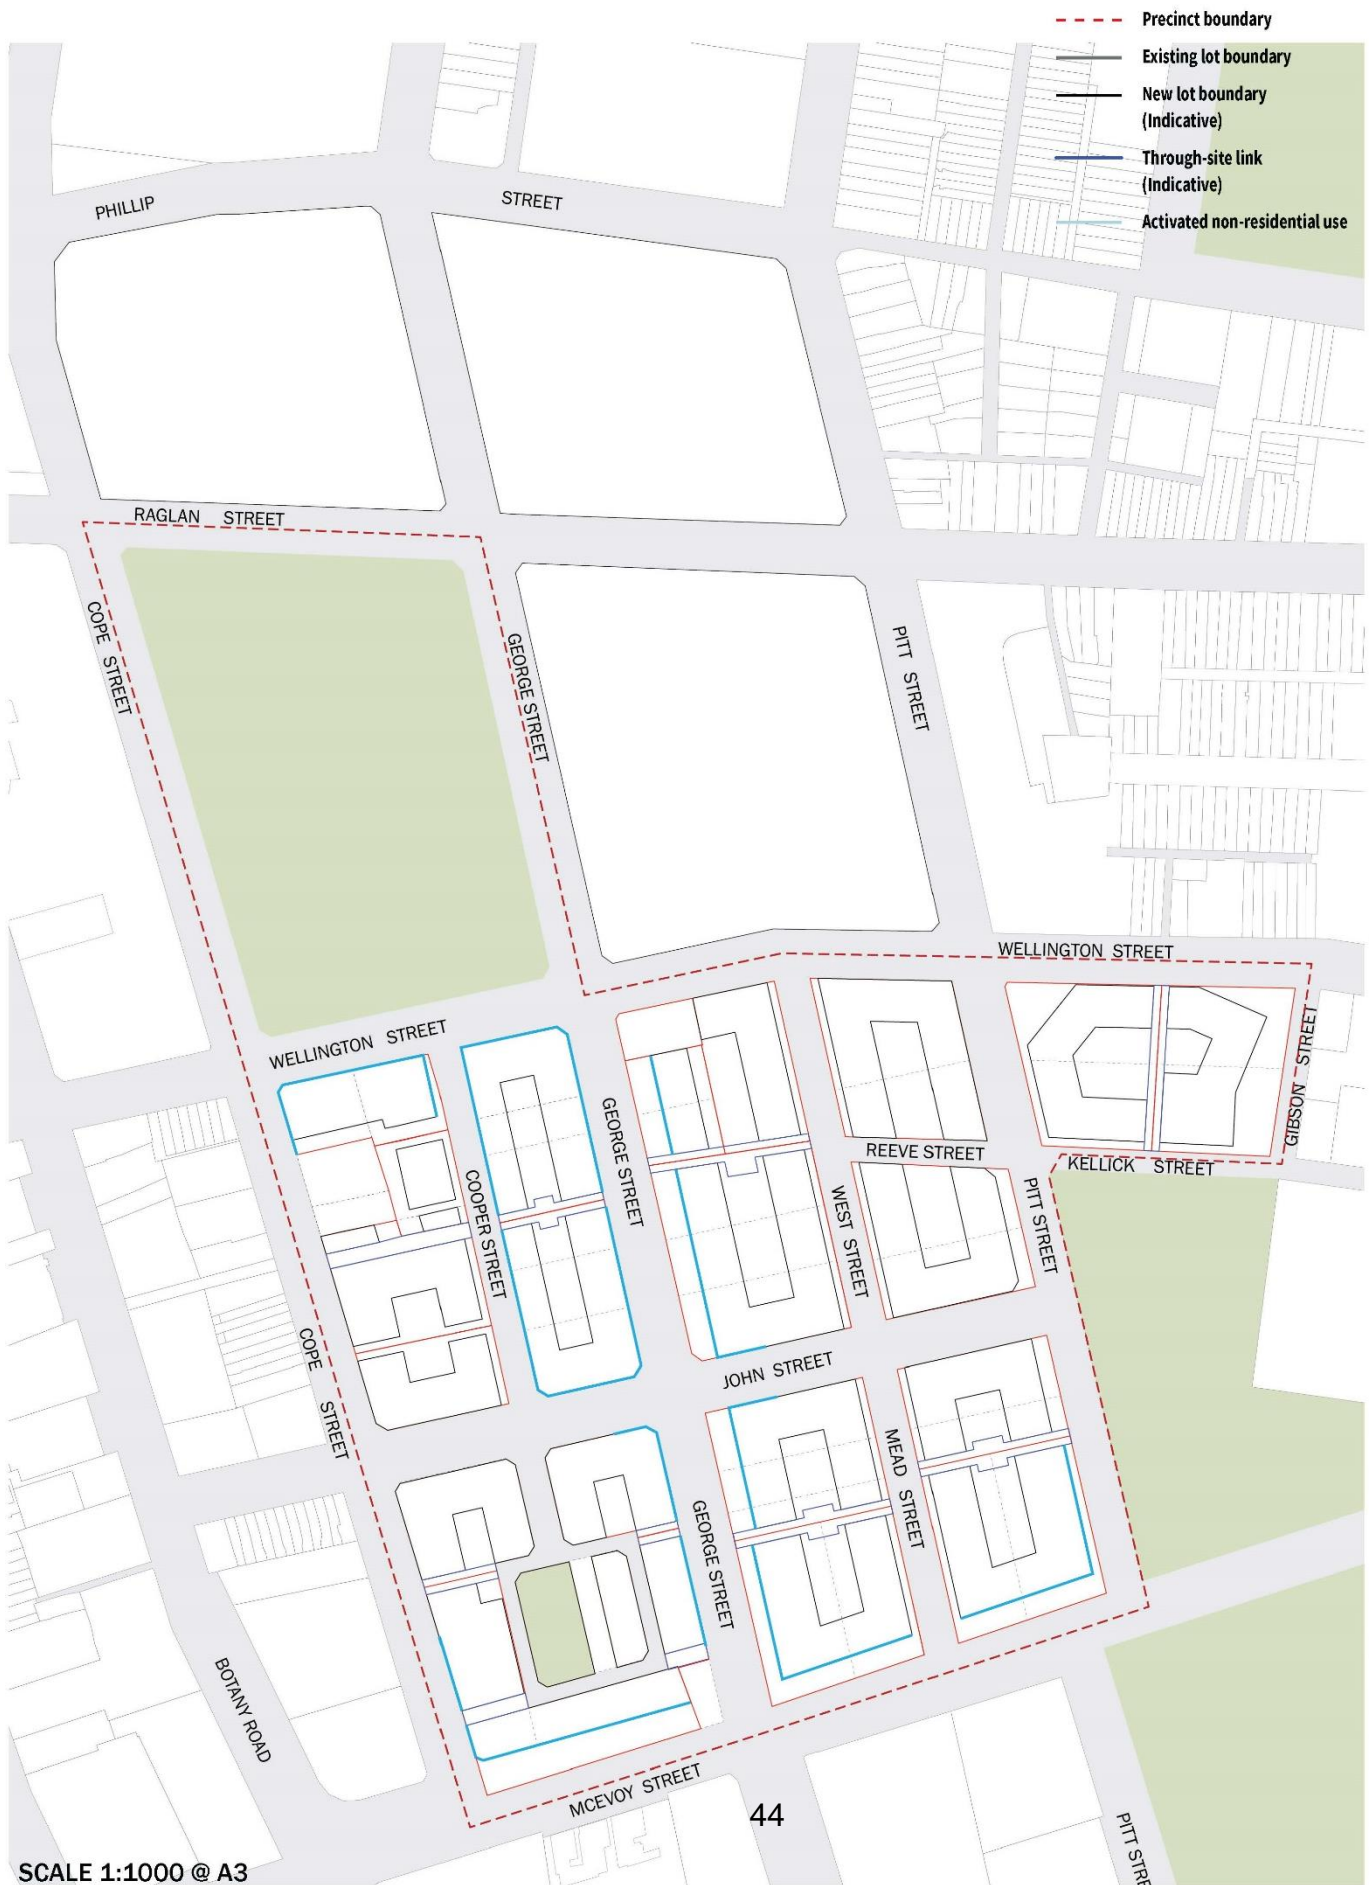 Precinct boundary
Existing lot boundary
New lot boundary
(Indicative)
Through-site link
(Indicative)
Activated non-residential use
PHILLIP
STREET
RAGLAN STREET
COPE STREET
GEORGE STREET
PITT STREET
WELLINGTON STREET
WELLINGTON STREET
GIBSON STREET
GEORGE STREET
REEVE STREET
KELLICK STREET
COOPER STREET
WEST STREET
PITT STREET
COPE STREET
JOHN STREET
MEAD STREET
GEORGE STREET
BOTANY ROAD
MCEVOY STREET
44
PITT STRE
SCALE 1:1000 @ A3